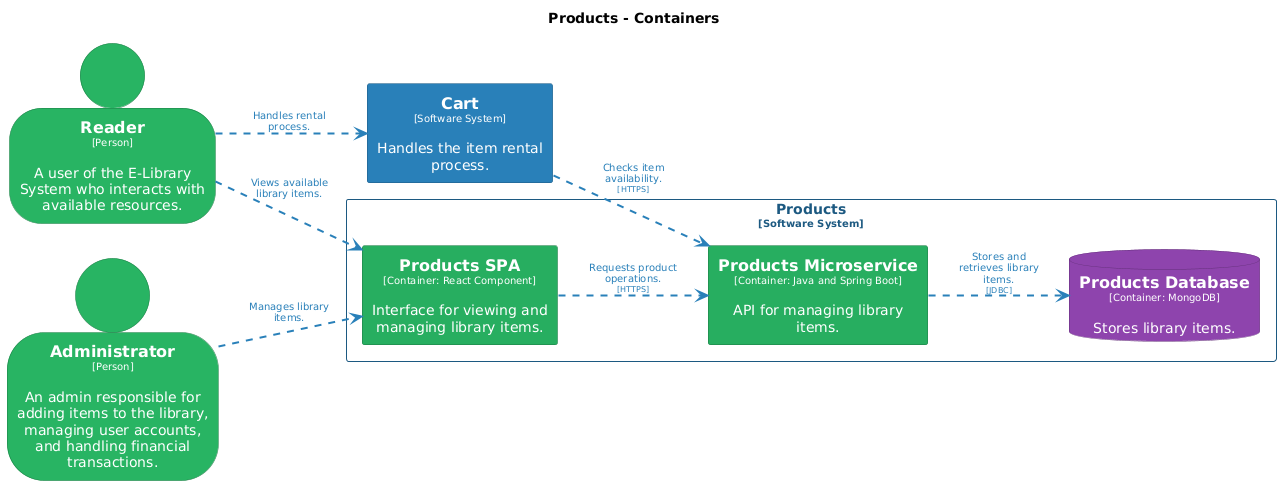 Products - Containers
Reader
[Person]
A user of the E-Library
System who interacts with
available resources.
Handles rental
process.
Views available
library items.
Cart
[Software System]
Handles the item rental
process.
Checks item
availability.
[HTTPS]
Products
[Software System]
Administrator
[Person]
An admin responsible for
adding items to the library,
managing user accounts,
and handling financial
transactions.
Manages library
items.
Products SPA
[Container: React Component]
Interface for viewing and
managing library items.
Requests product
operations.
[HTTPS]
Products Microservice
[Container: Java and Spring Boot]
API for managing library
items.
Stores and
retrieves library
items.
[JDBC]
Products Database
[Container: MongoDB]
Stores library items.